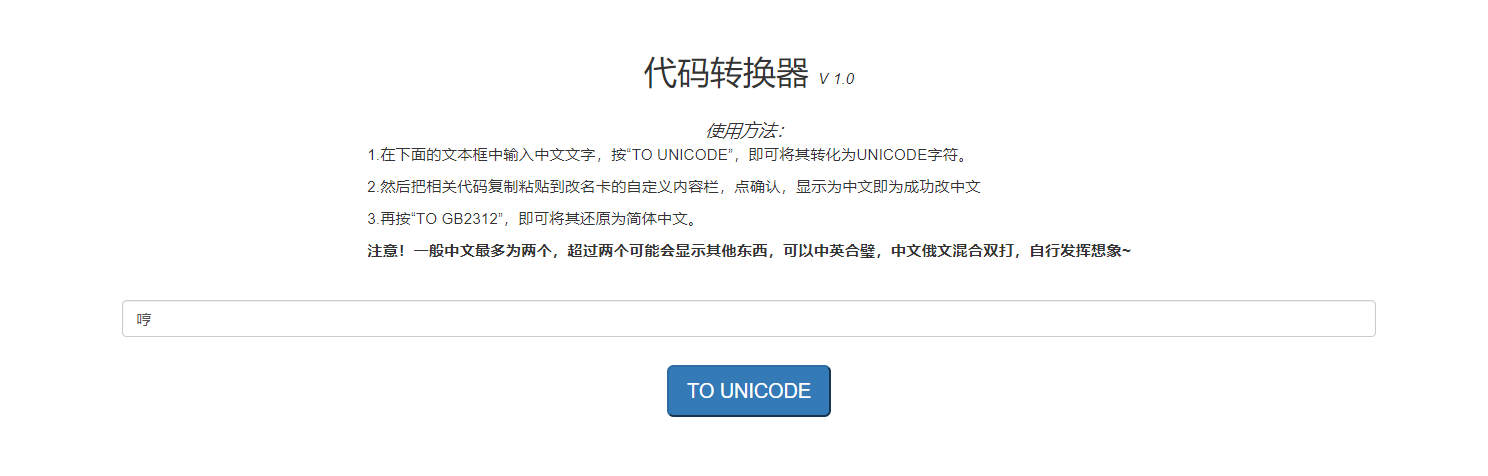 代码转换器 V 1.0
使用方法：
1.在下面的文本框中输入中文文字，按“TO UNICODE”，即可将其转化为UNICODE字符。
2.然后把相关代码复制粘贴到改名卡的自定义内容栏，点确认，显示为中文即为成功改中文
3.再按“TO GB2312”，即可将其还原为简体中文。
注意！一般中文最多为两个，超过两个可能会显示其他东西，可以中英合璧，中文俄文混合双打，自行发挥想象~
哼
TO UNICODE